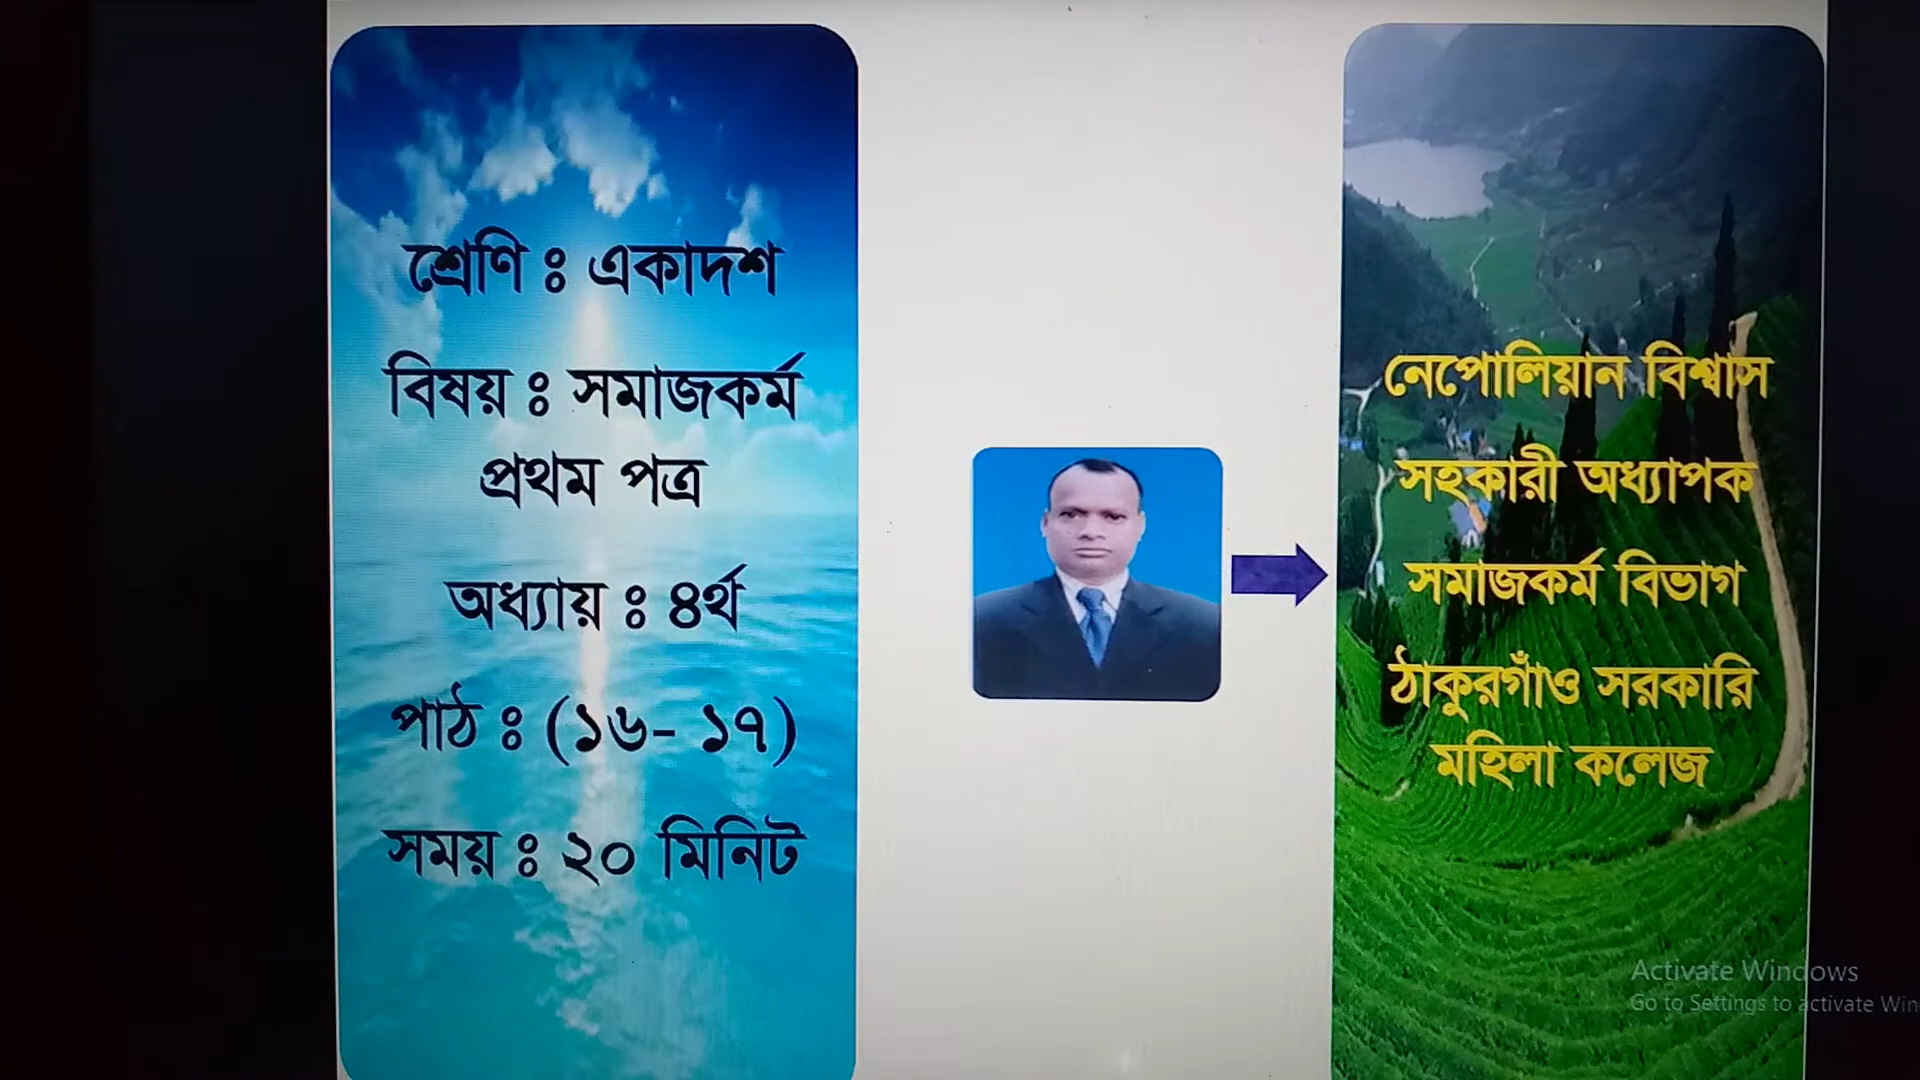 শ্রেণি ঃ একাদশ
বিষয় ঃ সমাজকর্ম
প্রথম পত্র
অধ্যায় ঃ ৪র্থ
পাঠ ঃ (১৬- ১৭)
সময় ঃ ২০ মিনিট
নেপোলিয়ান বিশ্বাস
সহকারী অধ্যাপক
সমাজকর্ম বিভাগ
ঠাকুরগাঁও সরকারি
মহিলা কলেজ
Activate Windows
Go to Settings to activate Win